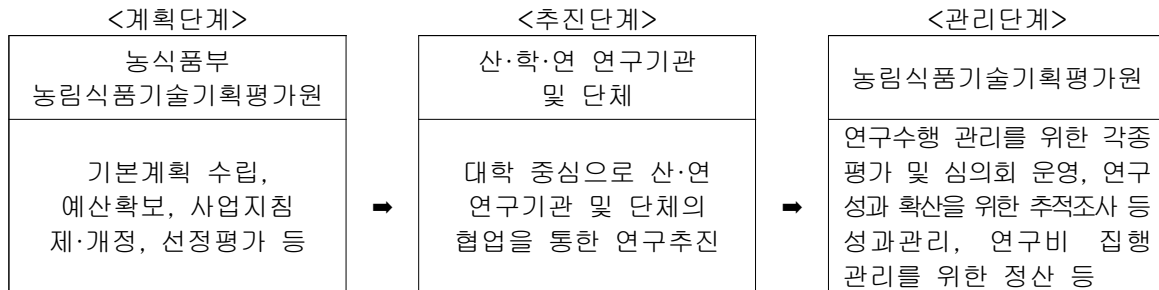 <계획단계>
농식품부
농림식품기술기획평가원
기본계획 수립,
예산확보, 사업지침
제·개정, 선정평가 등
➡
<추진단계>
산·학·연 연구기관
및 단체
대학 중심으로 산·연
연구기관 및 단체의
협업을 통한 연구추진
➡
<관리단계>
농림식품기술기획평가원
연구수행 관리를 위한 각종
평가 및 심의회 운영, 연구
성과 확산을 위한 추적조사 등
성과관리, 연구비 집행
관리를 위한 정산 등